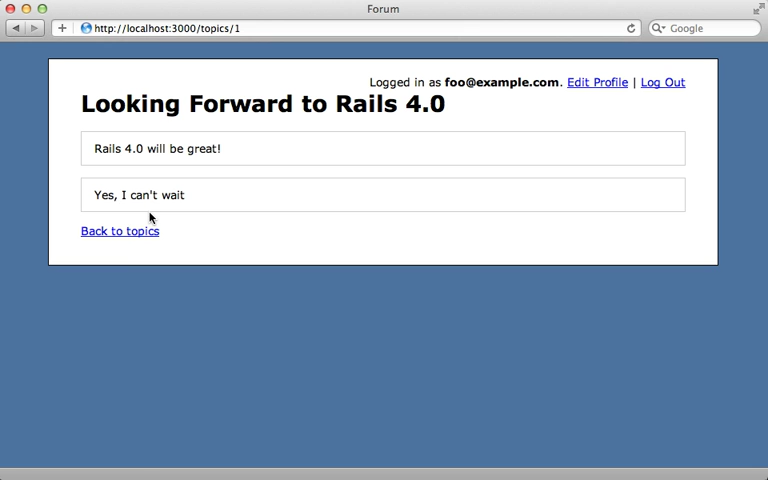 Forum
http://localhost:3000/topics/1
Google
Logged in as foo@example.com. Edit Profile | Log Out
Looking Forward to Rails 4.0
Rails 4.0 will be great!
Yes, I can't wait
Back to topics